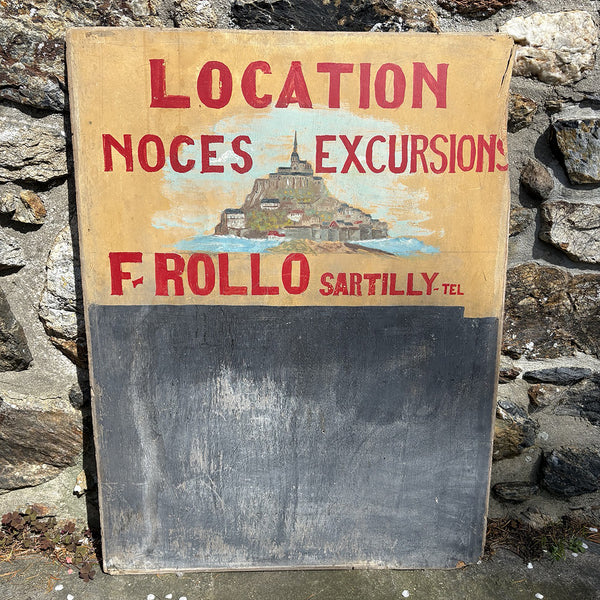 LOCATION
NOCES EXCURSIONS
F. ROLLO SARTILLY-TEL